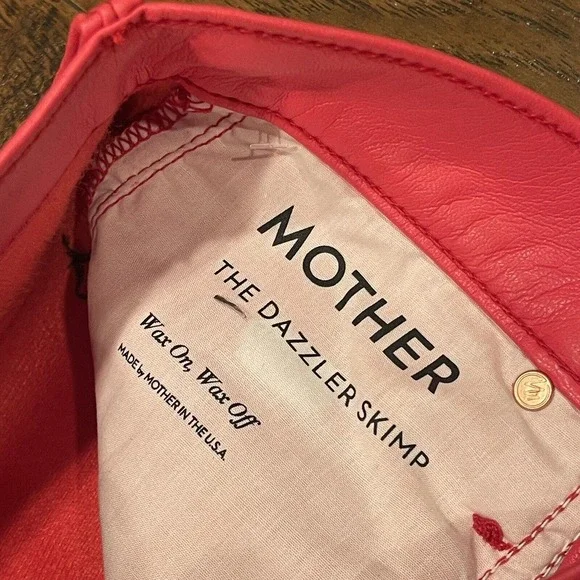 MOTHER
THE DAZZLER SKIMP
Wax On, Wax Off
MADE by MOTHER IN THE U.S.A.